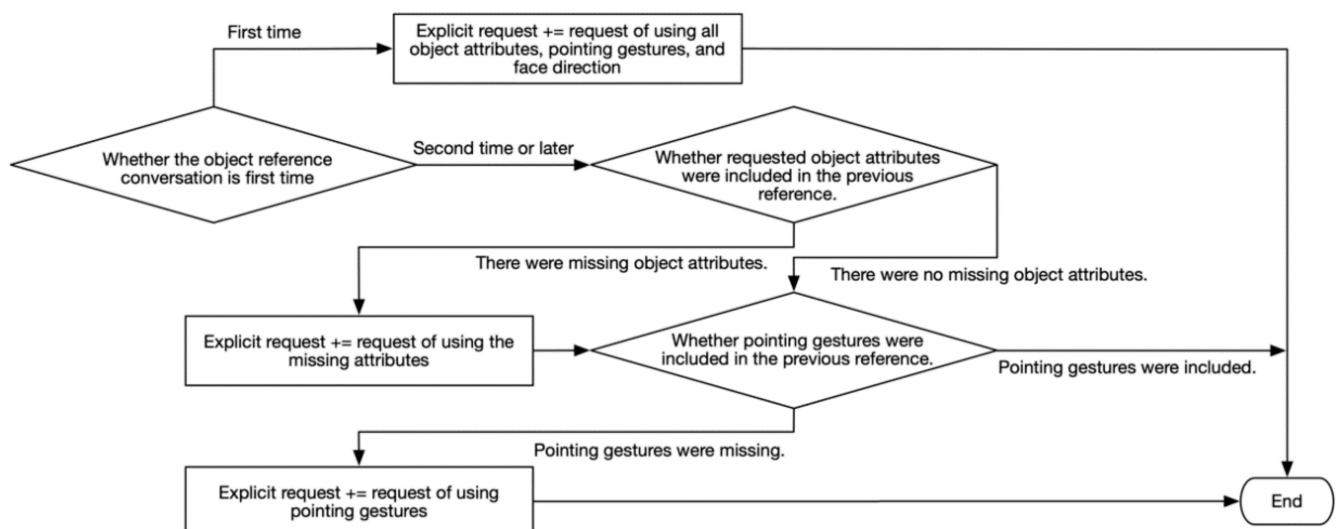 First time
Explicit request += request of using all
object attributes, pointing gestures, and
face direction
Whether the object reference
conversation is first time
Second time or later
Whether requested object attributes
were included in the previous
reference.
There were missing object attributes.
There were no missing object attributes.
Explicit request += request of using the
missing attributes
Whether pointing gestures were
included in the previous reference.
Pointing gestures were included.
Pointing gestures were missing.
Explicit request += request of using
pointing gestures
End